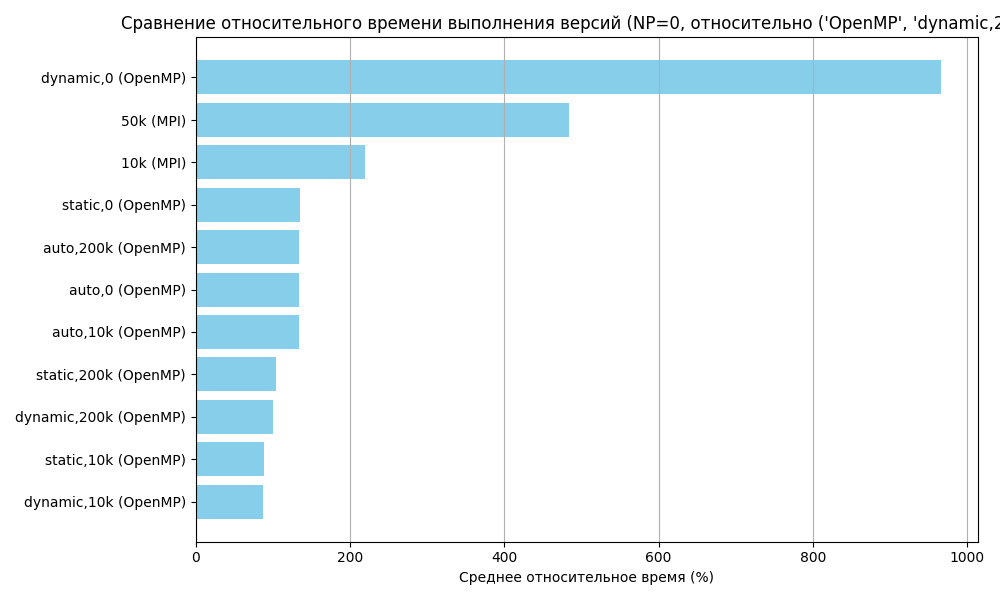 Сравнение относительного времени выполнения версий (NP=0, относительно ('OpenMP', 'dynamic,2
dynamic,0 (OpenMP)
50k (MPI)
10k (MPI)
static,0 (OpenMP)
auto,200k (OpenMP)
auto,0 (OpenMP)
auto,10k (OpenMP)
static,200k (OpenMP)
dynamic,200k (OpenMP)
static,10k (OpenMP)
dynamic,10k (OpenMP)
0 200 400 600 800 1000
Среднее относительное время (%)